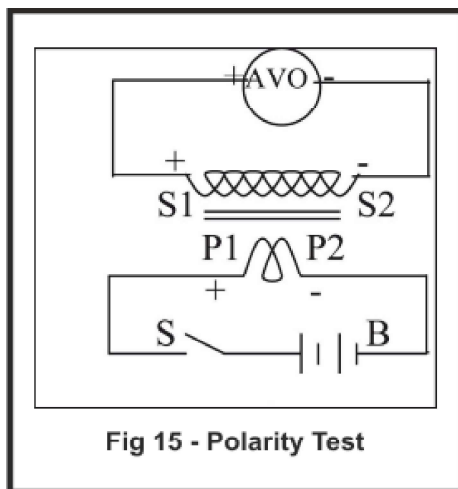 + AVO -
+ -
S1 S2
P1 P2
+ -
S B
Fig 15 - Polarity Test